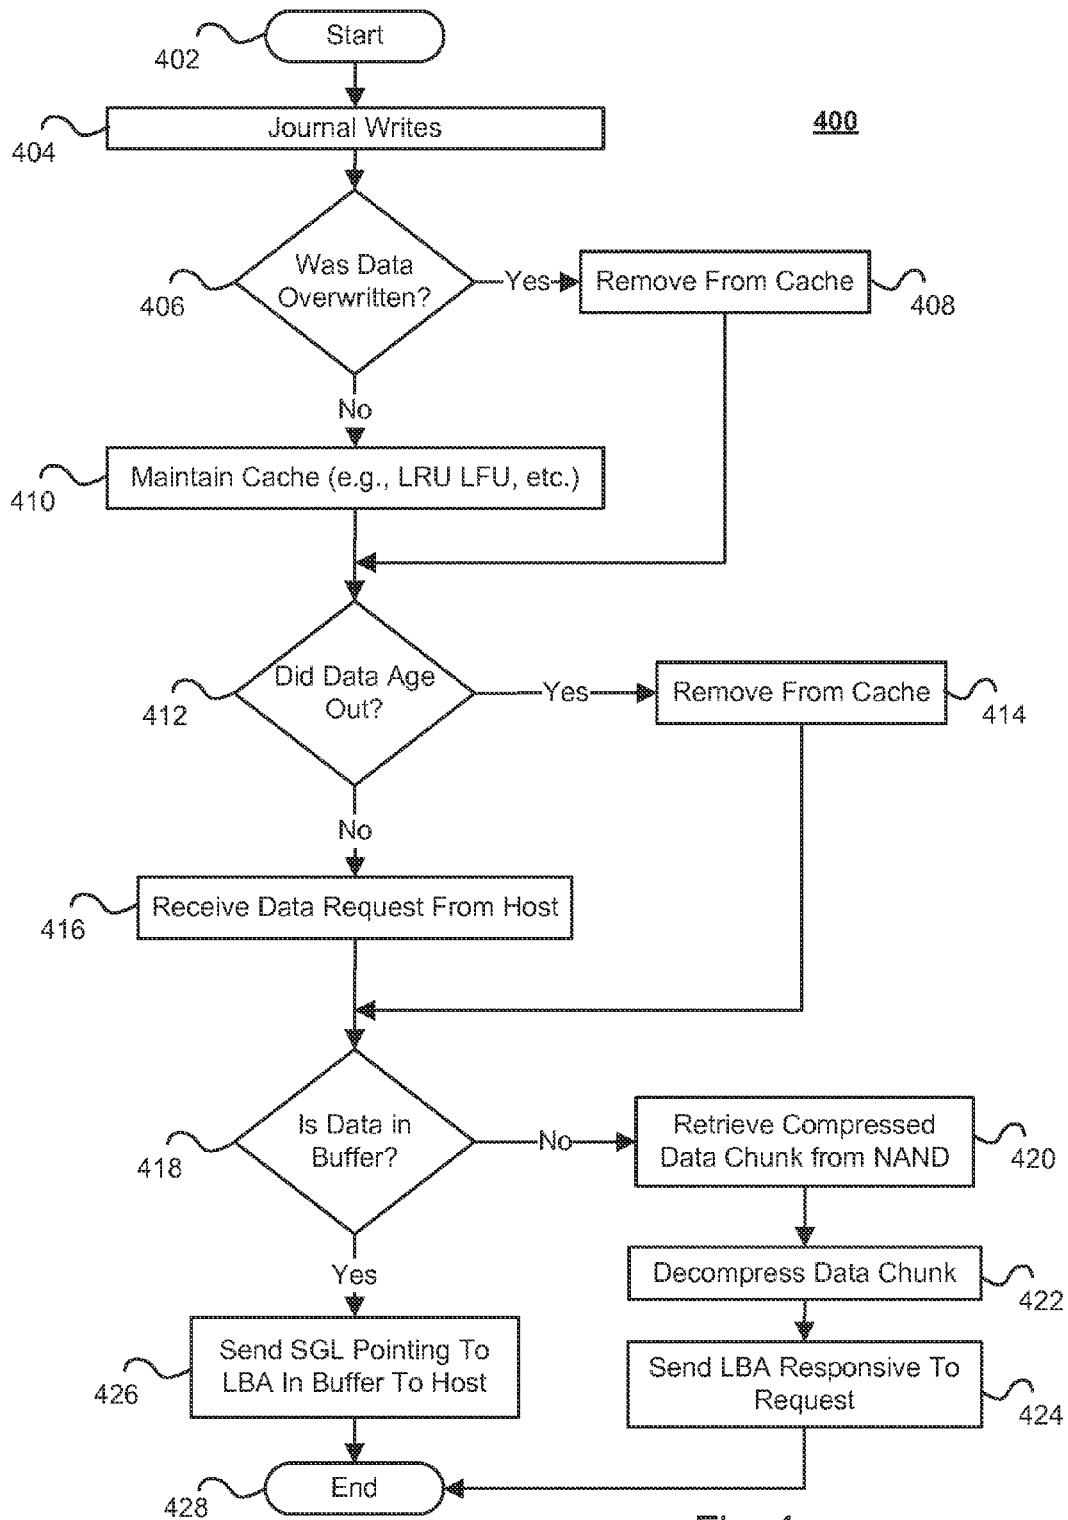 Start
402
Journal Writes
404
400
Was Data
Overwritten?
406
Yes
Remove From Cache
408
No
Maintain Cache (e.g., LRU LFU, etc.)
410
Did Data Age
Out?
412
Yes
Remove From Cache
414
No
Receive Data Request From Host
416
Is Data in
Buffer?
418
No
Retrieve Compressed
Data Chunk from NAND
420
Yes
Decompress Data Chunk
422
Send SGL Pointing To
LBA In Buffer To Host
426
Send LBA Responsive To
Request
424
End
428